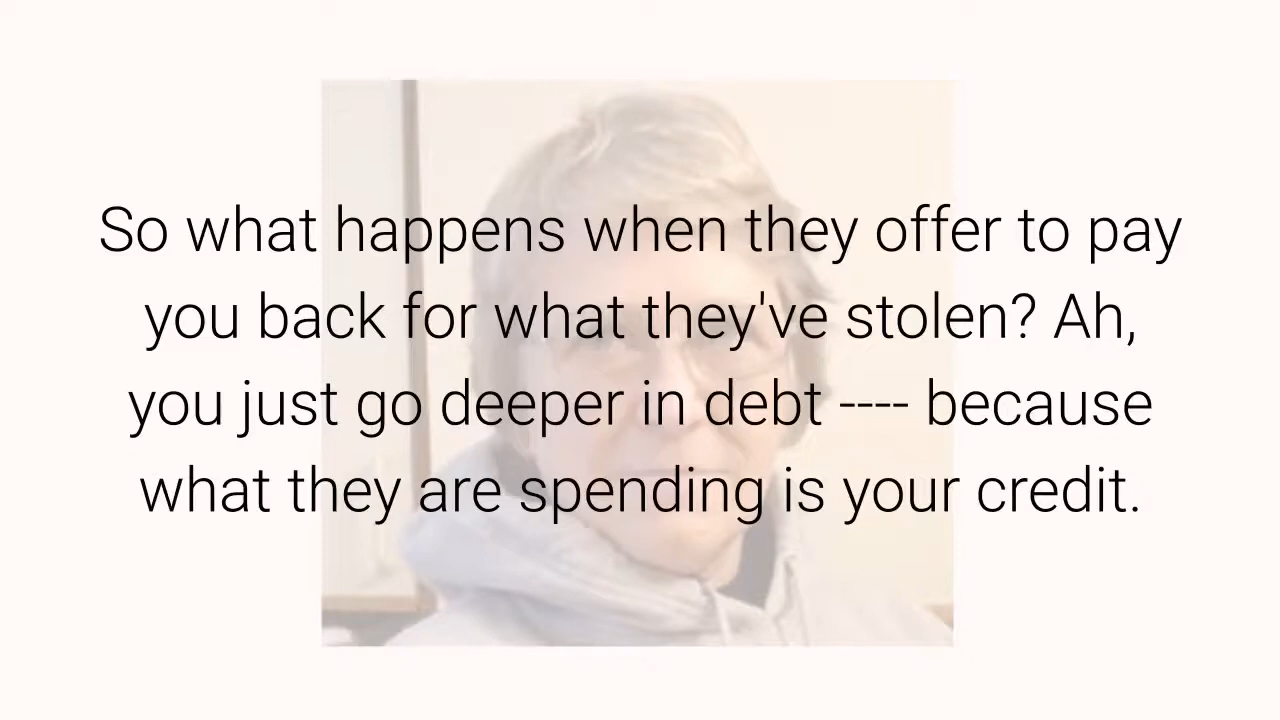 So what happens when they offer to pay
you back for what they've stolen? Ah,
you just go deeper in debt ---- because
what they are spending is your credit.